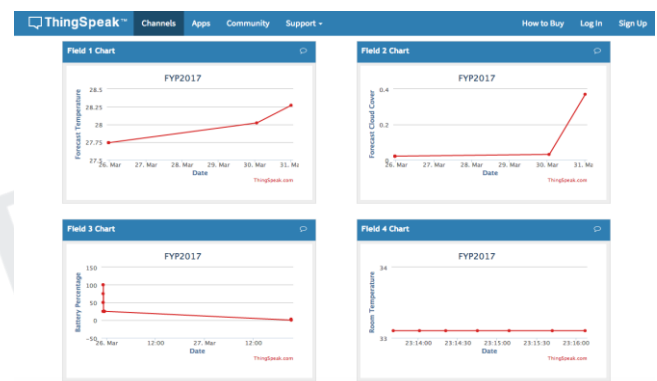 ThingSpeak™ Channels Apps Community Support How to Buy Log In Sign Up
Field 1 Chart
FYP2017
Forecast Temperature
28.5
28.25
28
27.75
27.5
26. Mar 27. Mar 28. Mar 29. Mar 30. Mar 31. Ma
Date
ThingSpeak.com
Field 2 Chart
FYP2017
Forecast Cloud Cover
0.4
0.2
0
26. Mar 27. Mar 28. Mar 29. Mar 30. Mar 31. Ma
Date
ThingSpeak.com
Field 3 Chart
FYP2017
Battery Percentage
150
100
50
0
-50
26. Mar 12:00 27. Mar 12:00
Date
ThingSpeak.com
Field 4 Chart
FYP2017
Room Temperature
34
33
23:14:00 23:14:30 23:15:00 23:15:30 23:16:00
Date
ThingSpeak.com